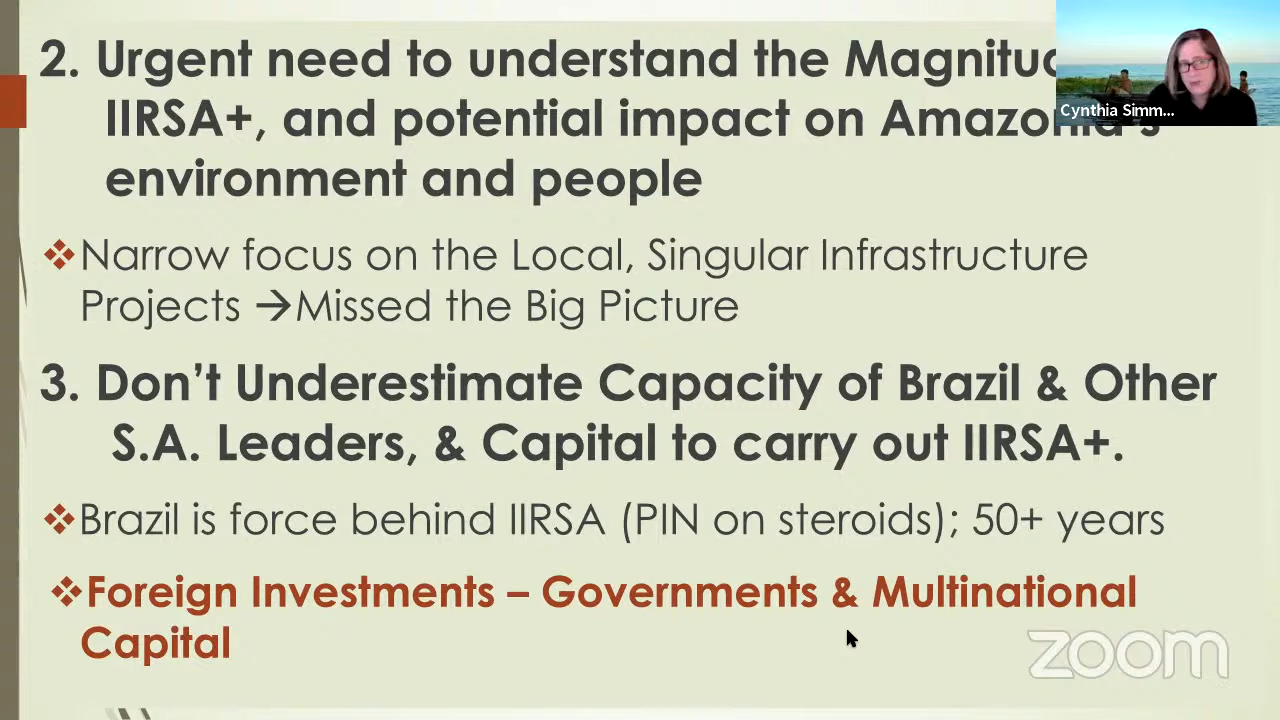 2. Urgent need to understand the Magnitu
IIRSA+, and potential impact on Amazonia's
environment and people
❖Narrow focus on the Local, Singular Infrastructure
Projects →Missed the Big Picture
3. Don't Underestimate Capacity of Brazil & Other
S.A. Leaders, & Capital to carry out IIRSA+.
❖Brazil is force behind IIRSA (PIN on steroids); 50+ years
❖Foreign Investments – Governments & Multinational
Capital
Cynthia Simm...
zoom